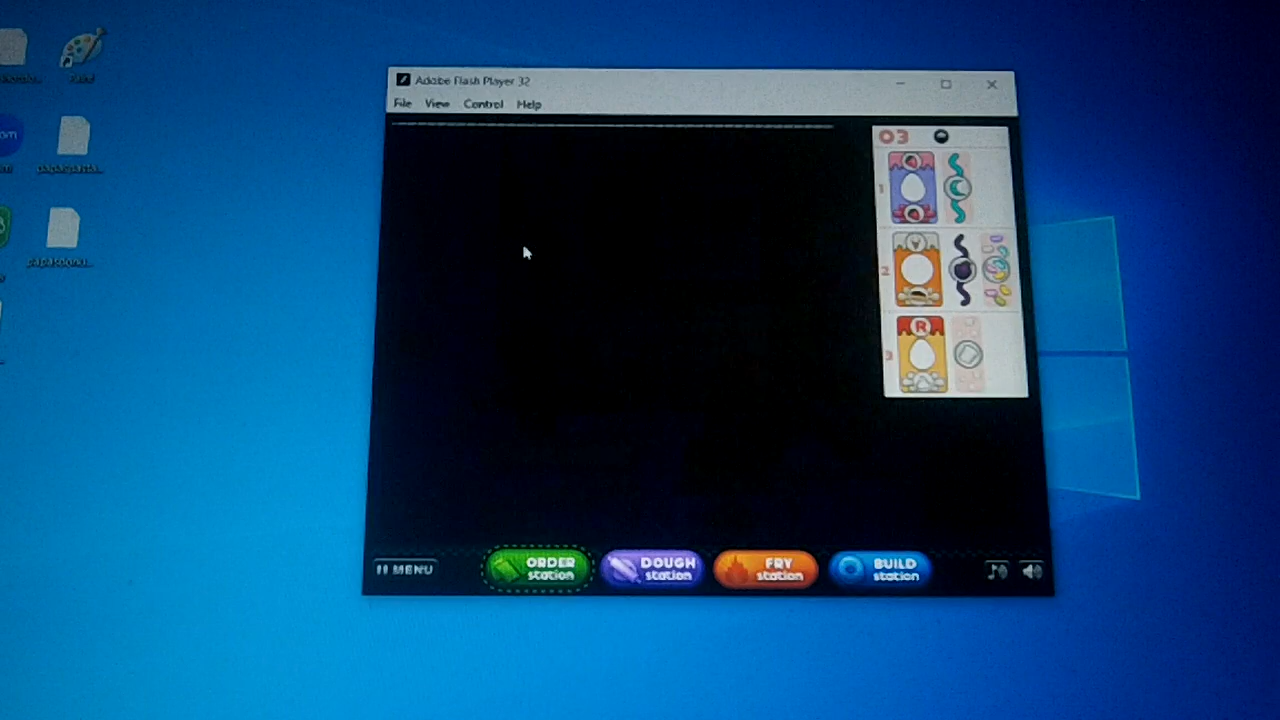 Adobe Flash Player 32
File View Control Help
03
1
2
R
3
MENU
ORDER station
DOUGH station
FRY station
BUILD station